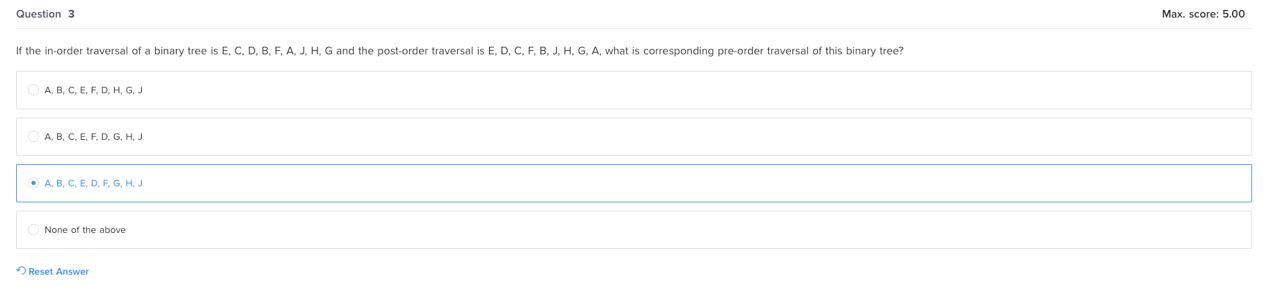 Question 3
Max. score: 5.00
If the in-order traversal of a binary tree is E, C, D, B, F, A, J, H, G and the post-order traversal is E, D, C, F, B, J, H, G, A, what is corresponding pre-order traversal of this binary tree?
A, B, C, E, F, D, H, G, J
A, B, C, E, F, D, G, H, J
A, B, C, E, D, F, G, H, J
None of the above
Reset Answer